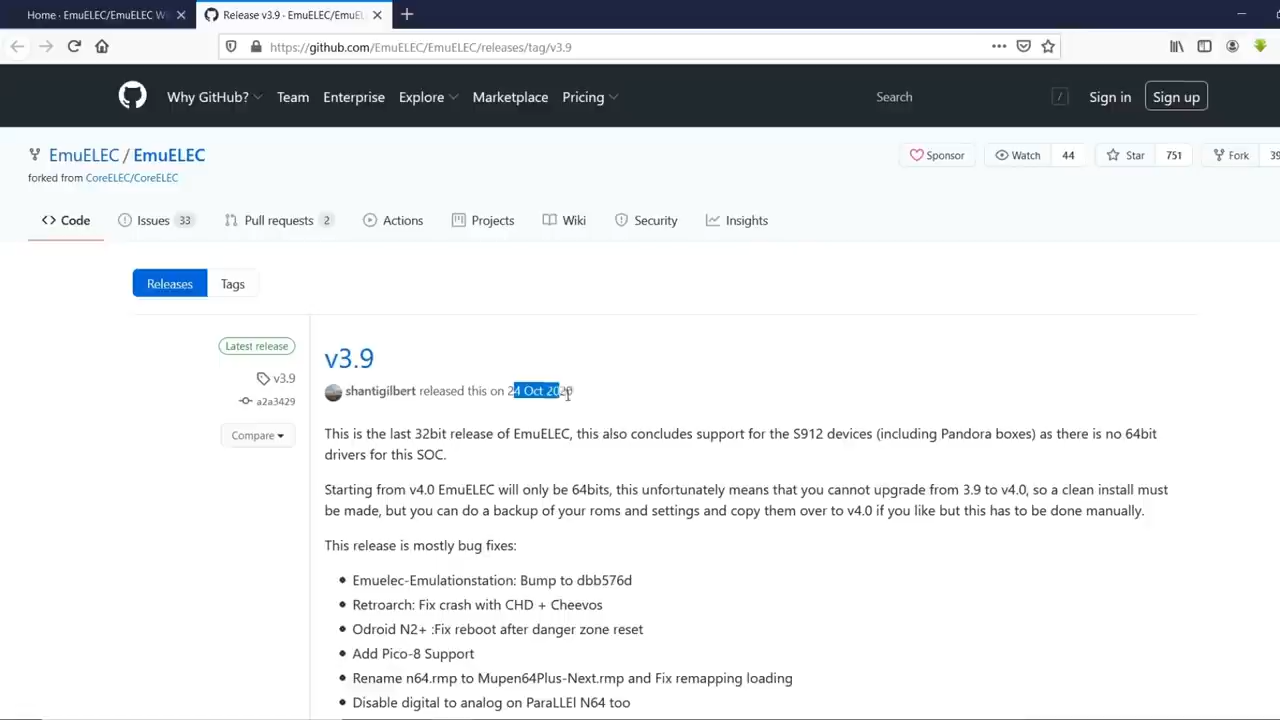 Home · EmuELEC/EmuELEC W
Release v3.9 · EmuELEC/EmuEL
https://github.com/EmuELEC/EmuELEC/releases/tag/v3.9
Why GitHub? Team Enterprise Explore Marketplace Pricing Search / Sign in Sign up
EmuELEC / EmuELEC
Sponsor Watch 44 Star 751 Fork 39
forked from CoreELEC/CoreELEC
<> Code Issues 33 Pull requests 2 Actions Projects Wiki Security Insights
Releases Tags
Latest release
v3.9
a2a3429
Compare
v3.9
shantigilbert released this on 24 Oct 2020
This is the last 32bit release of EmuELEC, this also concludes support for the S912 devices (including Pandora boxes) as there is no 64bit
drivers for this SOC.
Starting from v4.0 EmuELEC will only be 64bits, this unfortunately means that you cannot upgrade from 3.9 to v4.0, so a clean install must
be made, but you can do a backup of your roms and settings and copy them over to v4.0 if you like but this has to be done manually.
This release is mostly bug fixes:
• Emuelec-Emulationstation: Bump to dbb576d
• Retroarch: Fix crash with CHD + Cheevos
• Odroid N2+ :Fix reboot after danger zone reset
• Add Pico-8 Support
• Rename n64.rmp to Mupen64Plus-Next.rmp and Fix remapping loading
• Disable digital to analog on ParaLLEl N64 too